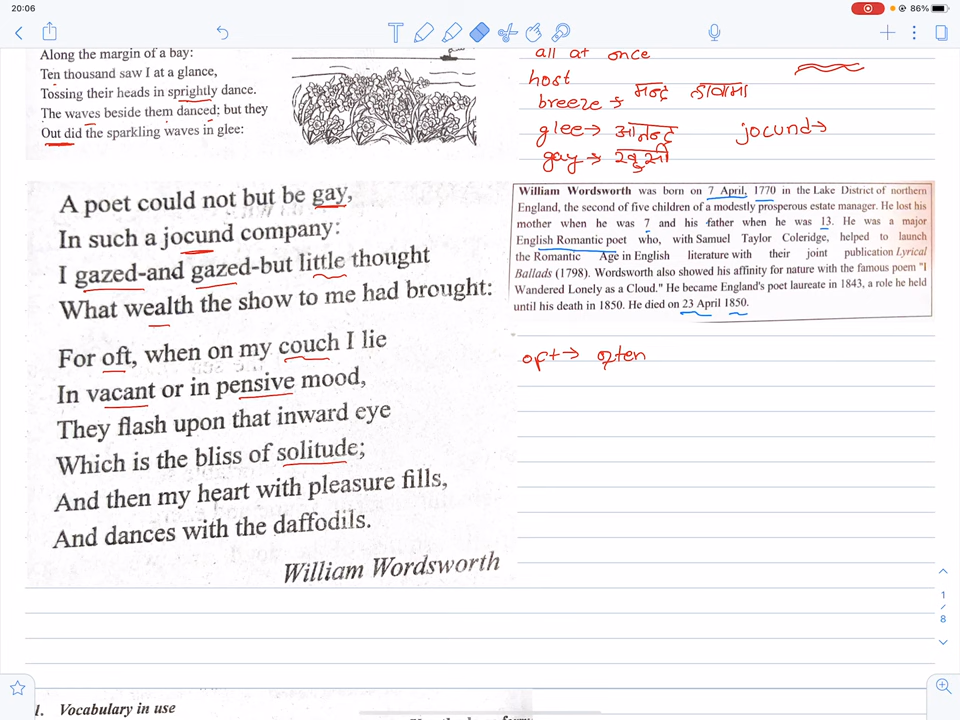 20:06
86%
Along the margin of a bay:
Ten thousand saw I at a glance,
Tossing their heads in sprightly dance.
The waves beside them danced; but they
Out did the sparkling waves in glee:
A poet could not but be gay,
In such a jocund company:
I gazed-and gazed-but little thought
What wealth the show to me had brought:
For oft, when on my couch I lie
In vacant or in pensive mood,
They flash upon that inward eye
Which is the bliss of solitude;
And then my heart with pleasure fills,
And dances with the daffodils.
William Wordsworth
all at once
host
breeze → मन्द हावामा
glee → आनन्द jocund →
gay → खुसी
William Wordsworth was born on 7 April, 1770 in the Lake District of northern
England, the second of five children of a modestly prosperous estate manager. He lost his
mother when he was 7 and his father when he was 13. He was a major
English Romantic poet who, with Samuel Taylor Coleridge, helped to launch
the Romantic Age in English literature with their joint publication Lyrical
Ballads (1798). Wordsworth also showed his affinity for nature with the famous poem "I
Wandered Lonely as a Cloud." He became England's poet laureate in 1843, a role he held
until his death in 1850. He died on 23 April 1850.
oft → often
1
/
8
1. Vocabulary in use